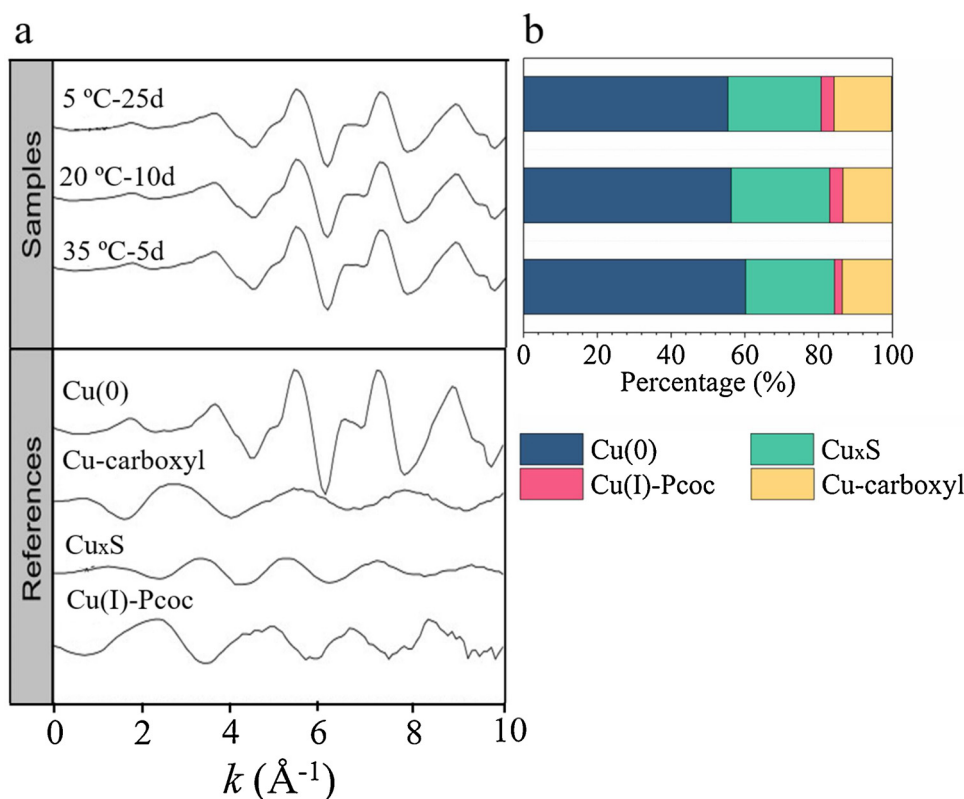 a
b
Samples
5 ºC-25d
20 ºC-10d
35 ºC-5d
References
Cu(0)
Cu-carboxyl
CuxS
Cu(I)-Pcoc
0 2 4 6 8 10
k (Å-1)
0 20 40 60 80 100
Percentage (%)
Cu(0) CuxS
Cu(I)-Pcoc Cu-carboxyl